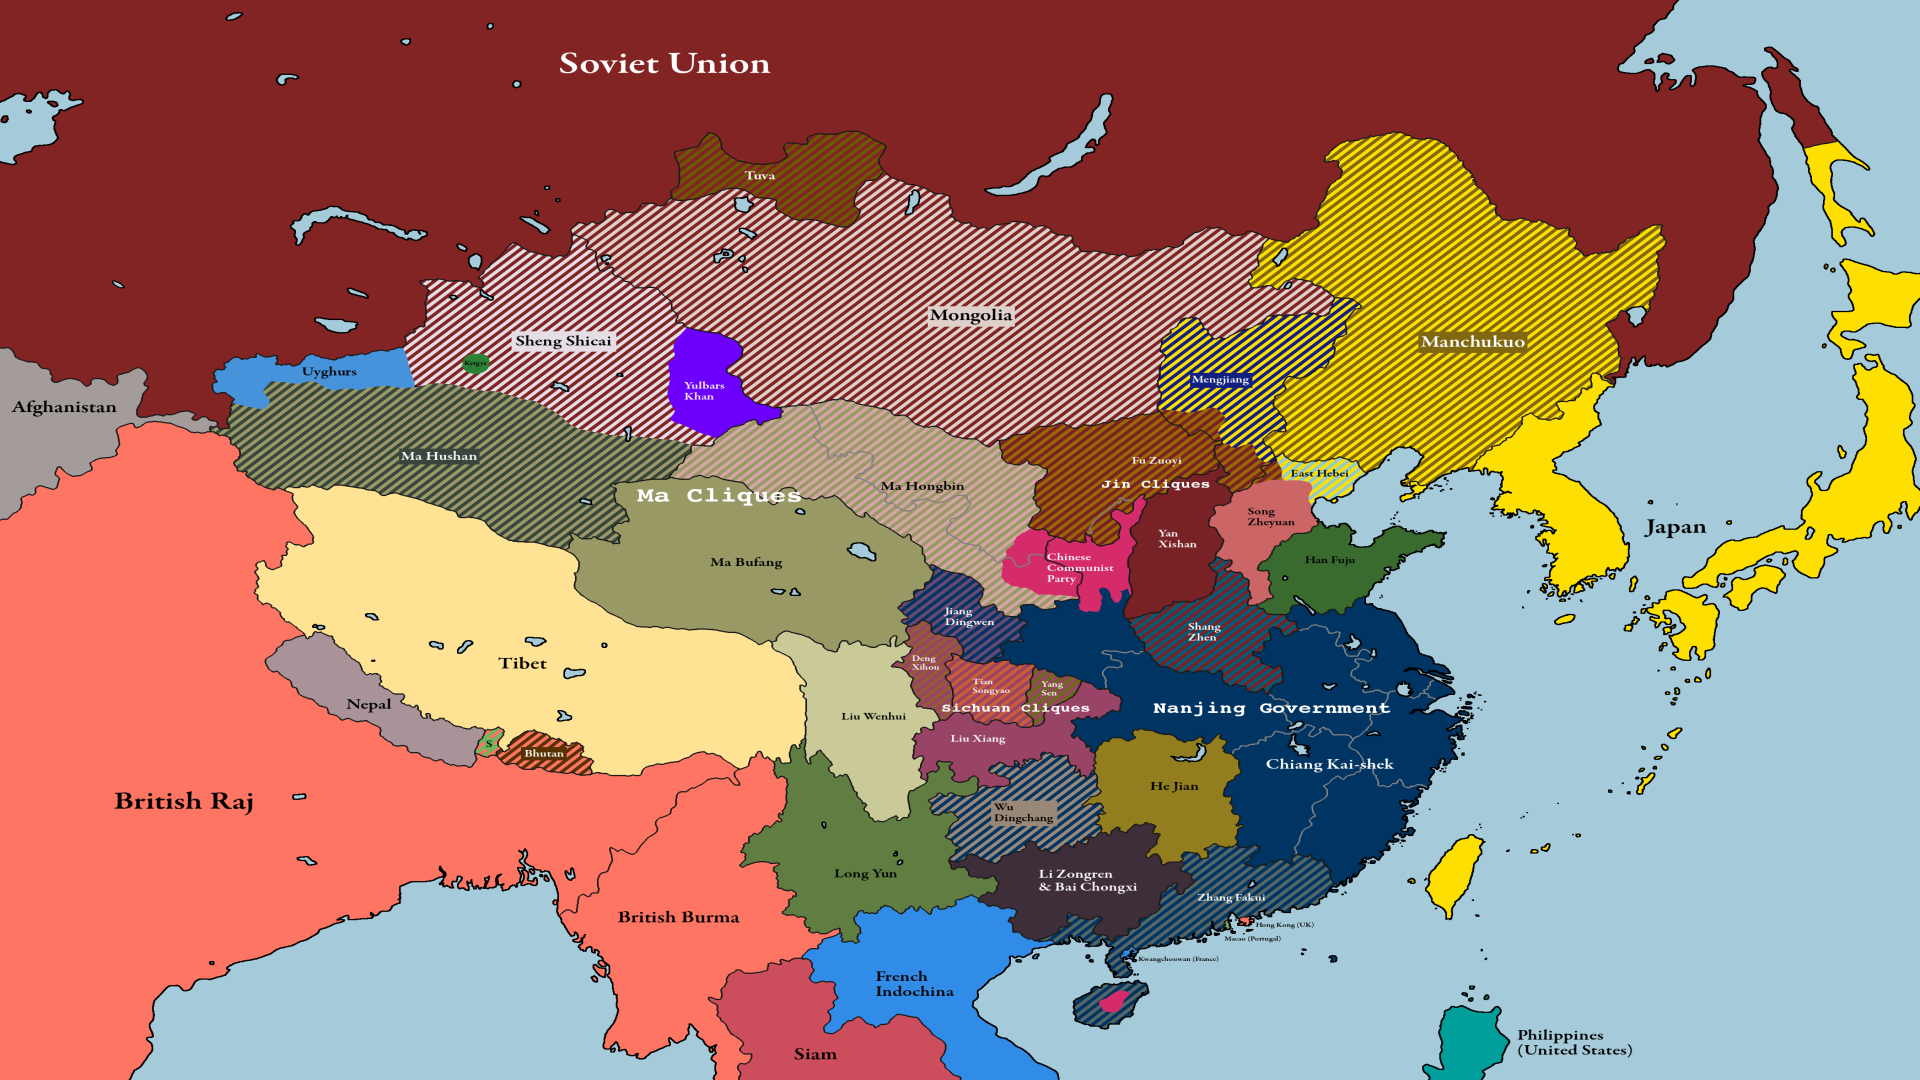 Soviet Union
Tuva
Mongolia
Sheng Shicai
Manchukuo
Kyrgyz
Uyghurs
Mengjiang
Yulbars
Khan
Afghanistan
Ma Hushan
Fu Zuoyi
East Hebei
Ma Hongbin
Jin Cliques
Ma Cliques
Song
Zheyuan
Japan
Yan
Xishan
Ma Bufang
Chinese
Communist
Party
Han Fuju
Jiang
Dingwen
Shang
Zhen
Tibet
Deng
Xihou
Tian
Songyao
Yang
Sen
Nepal
Liu Wenhui
Sichuan Cliques
Nanjing Government
Liu Xiang
S
Bhutan
Chiang Kai-shek
British Raj
He Jian
Wu
Dingchang
Long Yun
Li Zongren
& Bai Chongxi
Zhang Fakui
British Burma
Hong Kong (UK)
Macao (Portugal)
Kwangchouwan (France)
French
Indochina
Siam
Philippines
(United States)